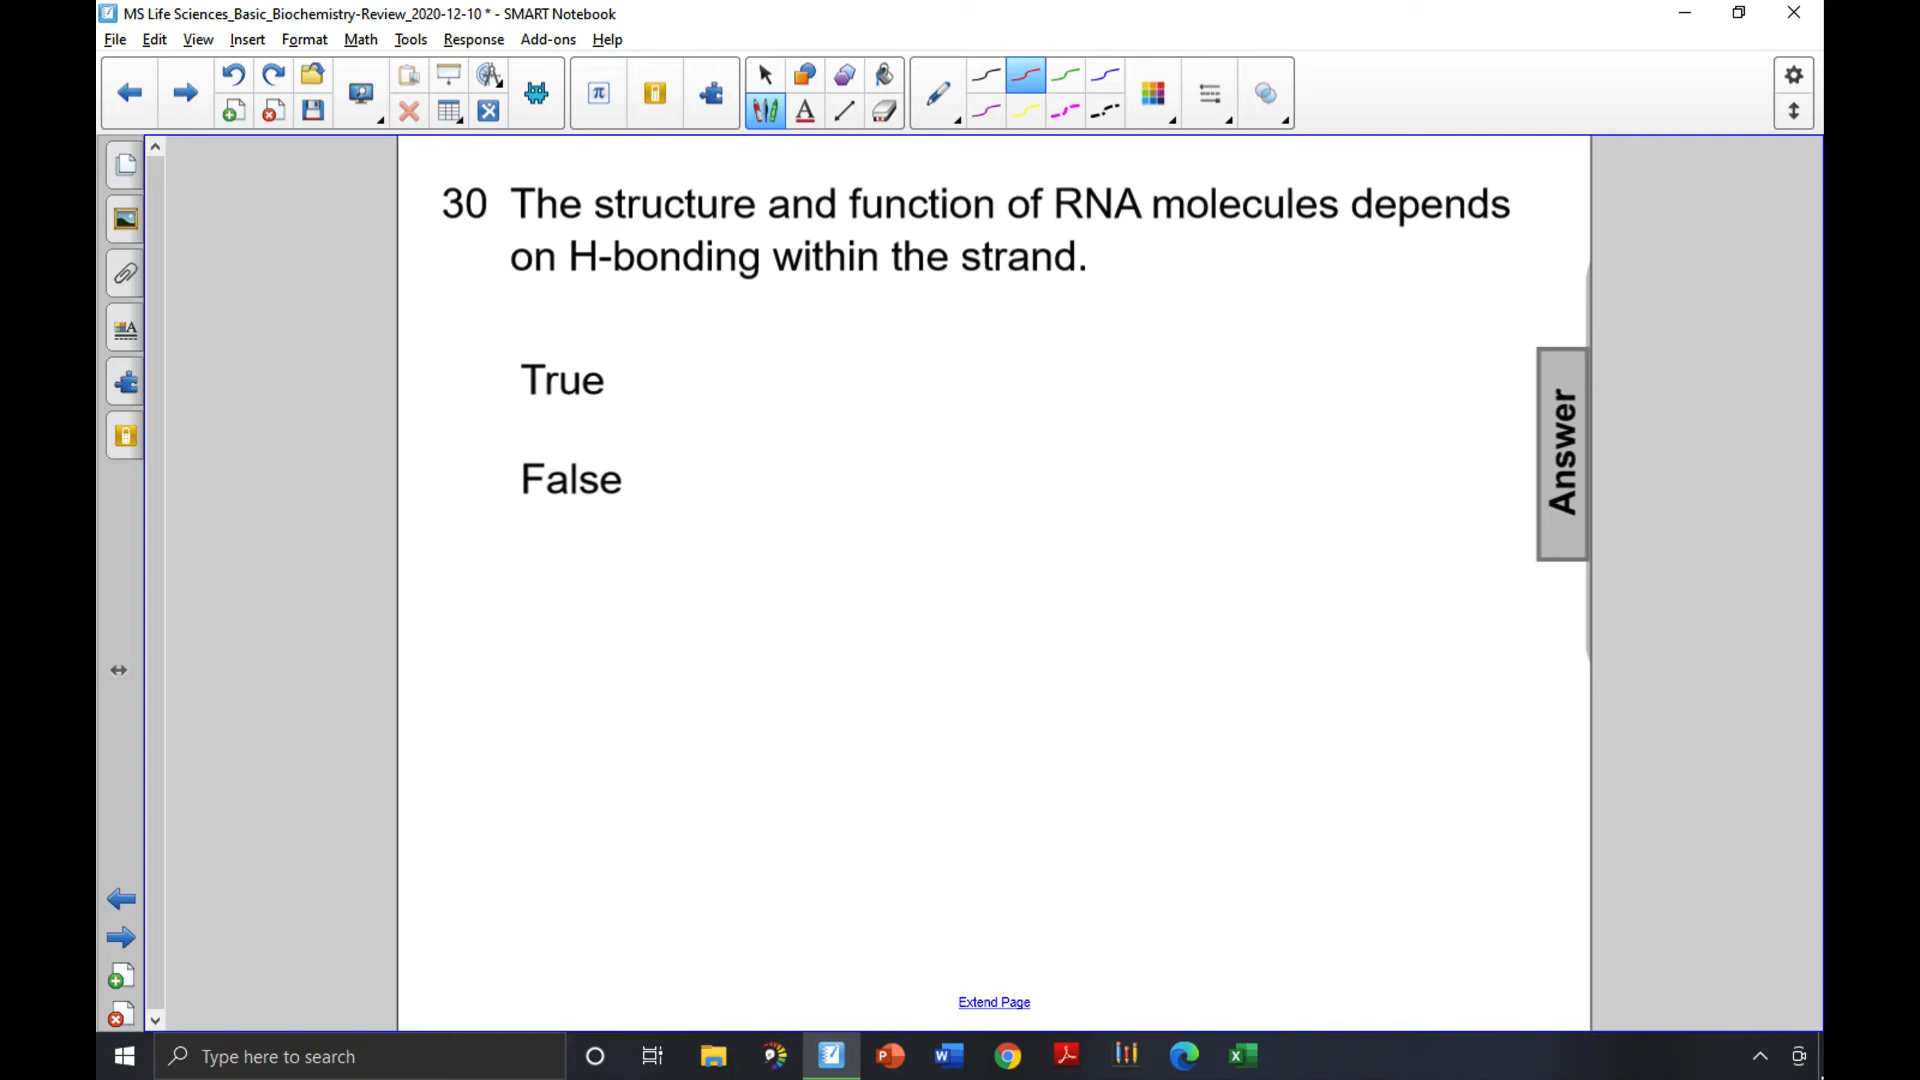 MS Life Sciences_Basic_Biochemistry-Review_2020-12-10 * - SMART Notebook
File Edit View Insert Format Math Tools Response Add-ons Help
30 The structure and function of RNA molecules depends
on H-bonding within the strand.
True
False
Answer
Extend Page
Type here to search